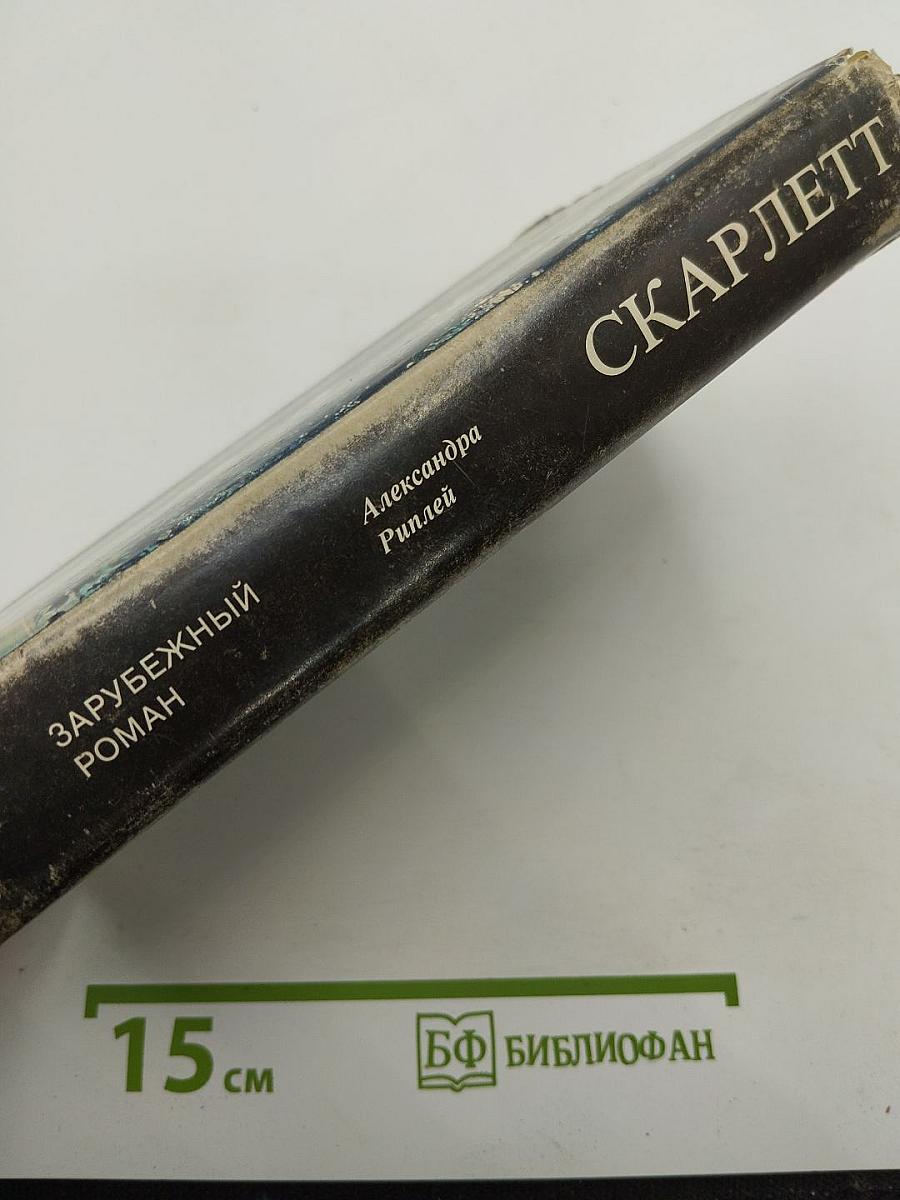 СКАРЛЕТТ
Александра
Риплей
ЗАРУБЕЖНЫЙ
РОМАН
15 см
БФ БИБЛИОФАН